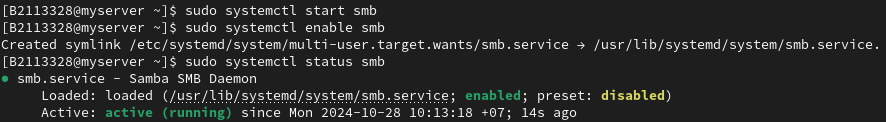 [B2113328@myserver ~]$ sudo systemctl start smb
[B2113328@myserver ~]$ sudo systemctl enable smb
Created symlink /etc/systemd/system/multi-user.target.wants/smb.service → /usr/lib/systemd/system/smb.service.
[B2113328@myserver ~]$ sudo systemctl status smb
● smb.service - Samba SMB Daemon
     Loaded: loaded (/usr/lib/systemd/system/smb.service; enabled; preset: disabled)
     Active: active (running) since Mon 2024-10-28 10:13:18 +07; 14s ago